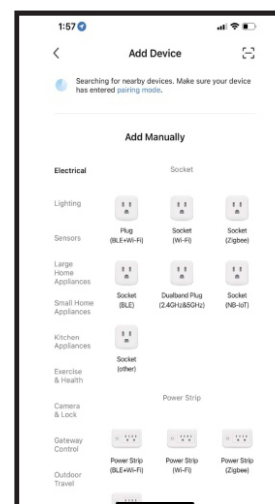 1:57
Add Device
Searching for nearby devices. Make sure your device
has entered pairing mode.
Add Manually
Electrical
Socket
Lighting
Plug
(BLE+Wi-Fi)
Socket
(Wi-Fi)
Socket
(Zigbee)
Sensors
Large
Home
Appliances
Socket
(BLE)
Dualband Plug
(2.4GHz&5GHz)
Socket
(NB-IoT)
Small Home
Appliances
Kitchen
Appliances
Socket
(other)
Exercise
& Health
Power Strip
Camera
& Lock
Gateway
Control
Power Strip
(BLE+Wi-Fi)
Power Strip
(Wi-Fi)
Power Strip
(Zigbee)
Outdoor
Travel